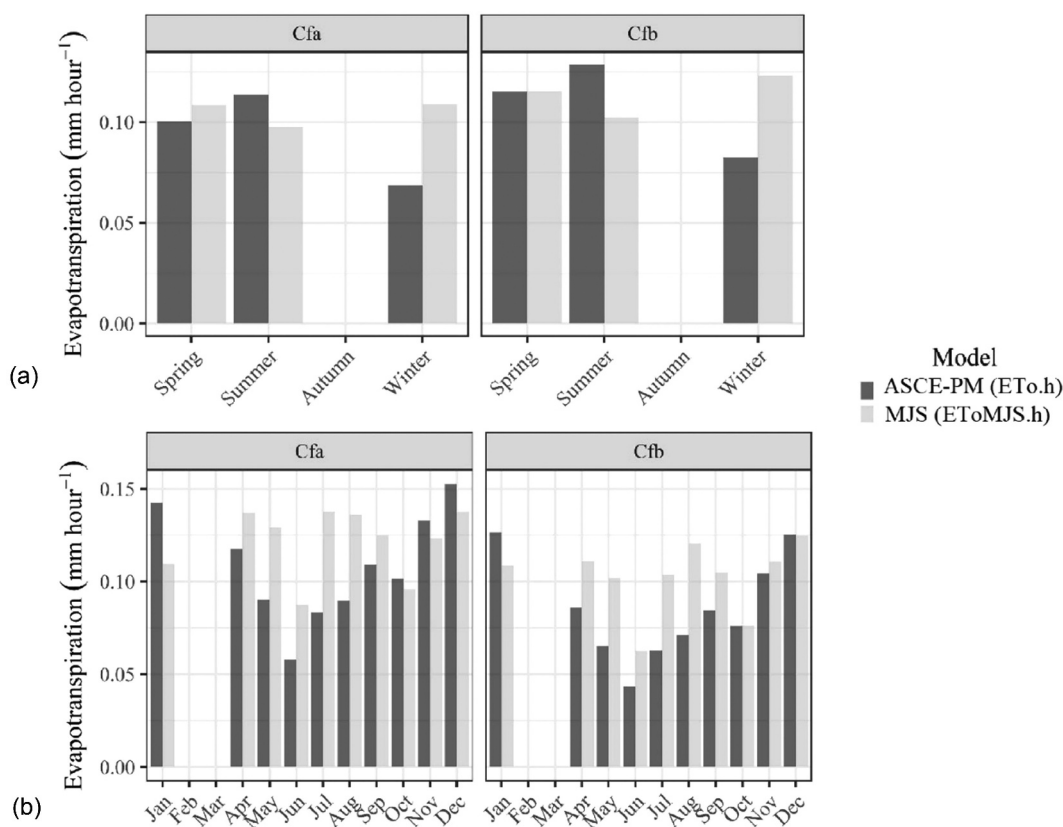 Cfa Cfb
Evapotranspiration (mm hour⁻¹)
0.10
0.05
0.00
Spring Summer Autumn Winter Spring Summer Autumn Winter
(a)
Model
ASCE-PM (ETo.h)
MJS (EToMJS.h)
Cfa Cfb
Evapotranspiration (mm hour⁻¹)
0.15
0.10
0.05
0.00
Jan Feb Mar Apr May Jun Jul Aug Sep Oct Nov Dec Jan Feb Mar Apr May Jun Jul Aug Sep Oct Nov Dec
(b)